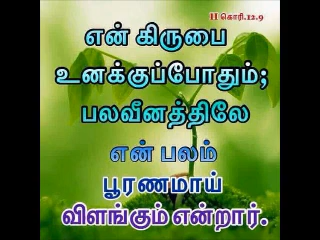 II கொரி.12.9
என் கிருபை
உனக்குப்போதும்;
பலவீனத்திலே
என் பலம்
பூரணமாய்
விளங்கும் என்றார்.